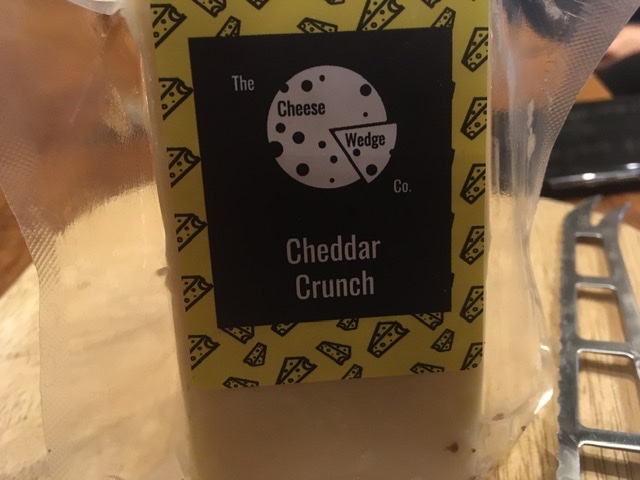 The
Cheese
Wedge
Co.
Cheddar
Crunch